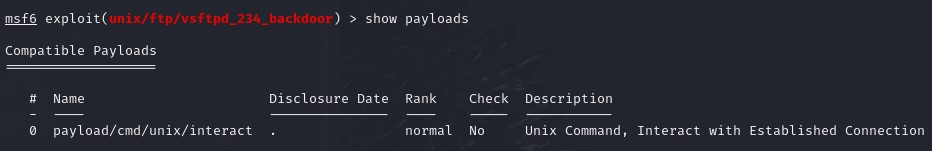 msf6 exploit(unix/ftp/vsftpd_234_backdoor) > show payloads
Compatible Payloads
===================
# Name Disclosure Date Rank Check Description
- ---- --------------- ---- ----- -----------
0 payload/cmd/unix/interact . normal No Unix Command, Interact with Established Connection